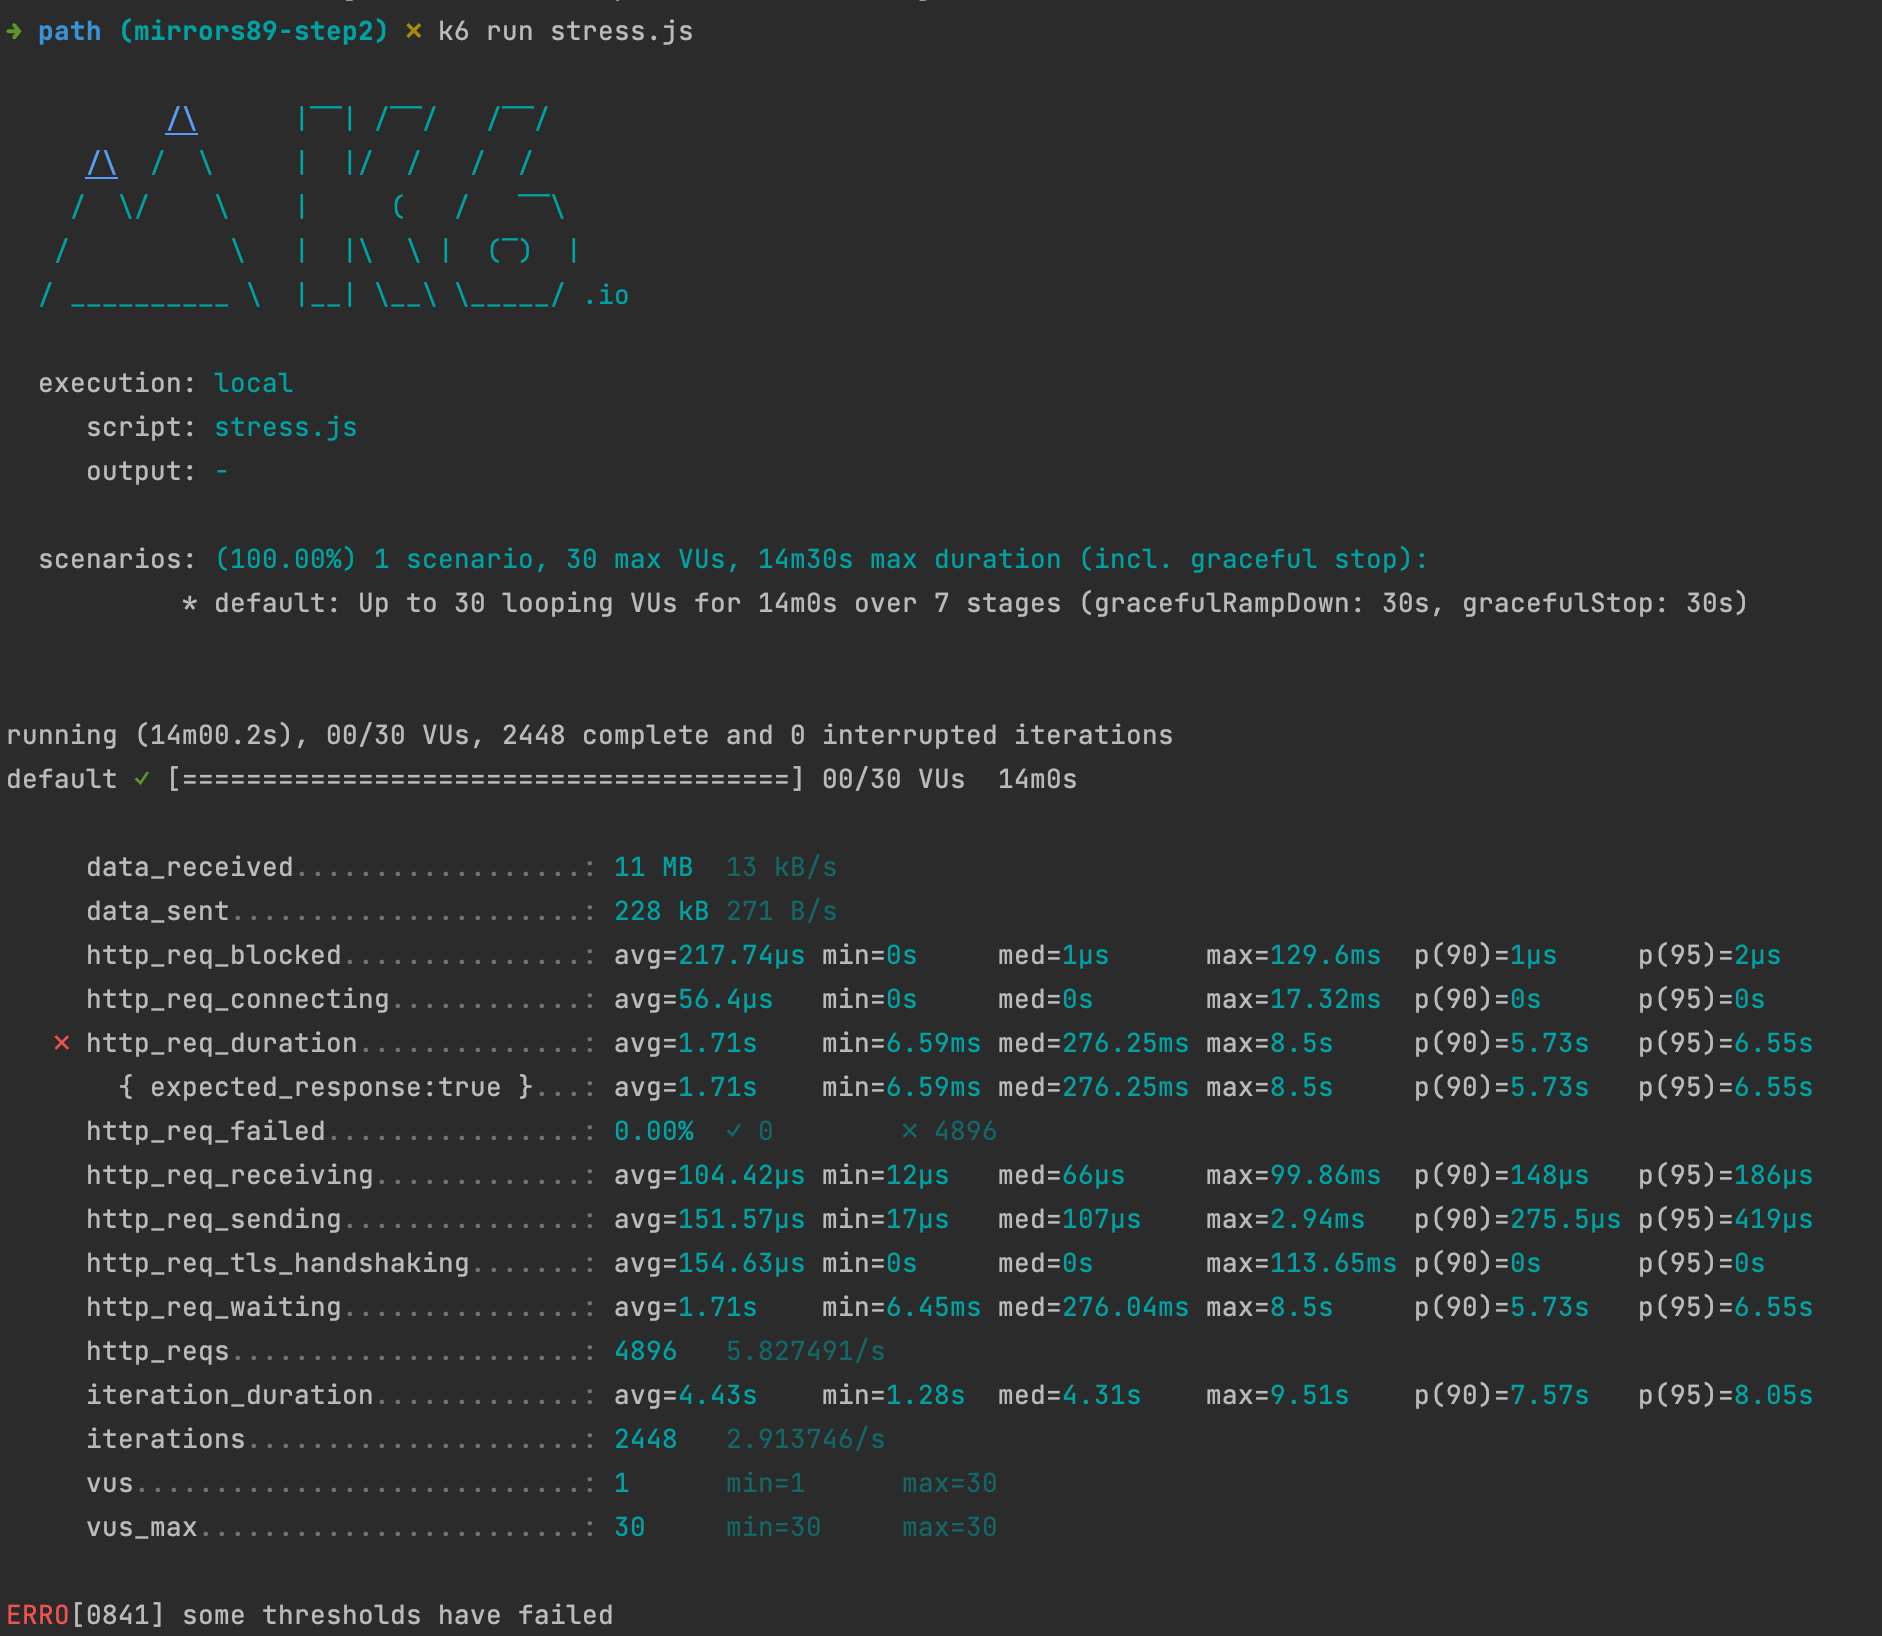 ➜ path (mirrors89-step2) ✗ k6 run stress.js
          /\      |‾‾| /‾‾/   /‾‾/
     /\  /  \     |  |/  /   /  /
    /  \/    \    |     (   /   ‾‾\
   /          \   |  |\  \ |  (‾)  |
  / __________ \  |__| \__\ \_____/ .io
execution: local
script: stress.js
output: -
scenarios: (100.00%) 1 scenario, 30 max VUs, 14m30s max duration (incl. graceful stop):
* default: Up to 30 looping VUs for 14m0s over 7 stages (gracefulRampDown: 30s, gracefulStop: 30s)
running (14m00.2s), 00/30 VUs, 2448 complete and 0 interrupted iterations
default ✓ [======================================] 00/30 VUs  14m0s
data_received..................: 11 MB  13 kB/s
data_sent......................: 228 kB 271 B/s
http_req_blocked...............: avg=217.74µs min=0s     med=1µs      max=129.6ms  p(90)=1µs     p(95)=2µs
http_req_connecting............: avg=56.4µs   min=0s     med=0s       max=17.32ms  p(90)=0s      p(95)=0s
✗ http_req_duration..............: avg=1.71s    min=6.59ms med=276.25ms max=8.5s     p(90)=5.73s   p(95)=6.55s
{ expected_response:true }...: avg=1.71s    min=6.59ms med=276.25ms max=8.5s     p(90)=5.73s   p(95)=6.55s
http_req_failed................: 0.00%  ✓ 0        ✗ 4896
http_req_receiving.............: avg=104.42µs min=12µs   med=66µs     max=99.86ms  p(90)=148µs   p(95)=186µs
http_req_sending...............: avg=151.57µs min=17µs   med=107µs    max=2.94ms   p(90)=275.5µs p(95)=419µs
http_req_tls_handshaking.......: avg=154.63µs min=0s     med=0s       max=113.65ms p(90)=0s      p(95)=0s
http_req_waiting...............: avg=1.71s    min=6.45ms med=276.04ms max=8.5s     p(90)=5.73s   p(95)=6.55s
http_reqs......................: 4896   5.827491/s
iteration_duration.............: avg=4.43s    min=1.28s  med=4.31s    max=9.51s    p(90)=7.57s   p(95)=8.05s
iterations.....................: 2448   2.913746/s
vus............................: 1      min=1      max=30
vus_max........................: 30     min=30     max=30
ERRO[0841] some thresholds have failed